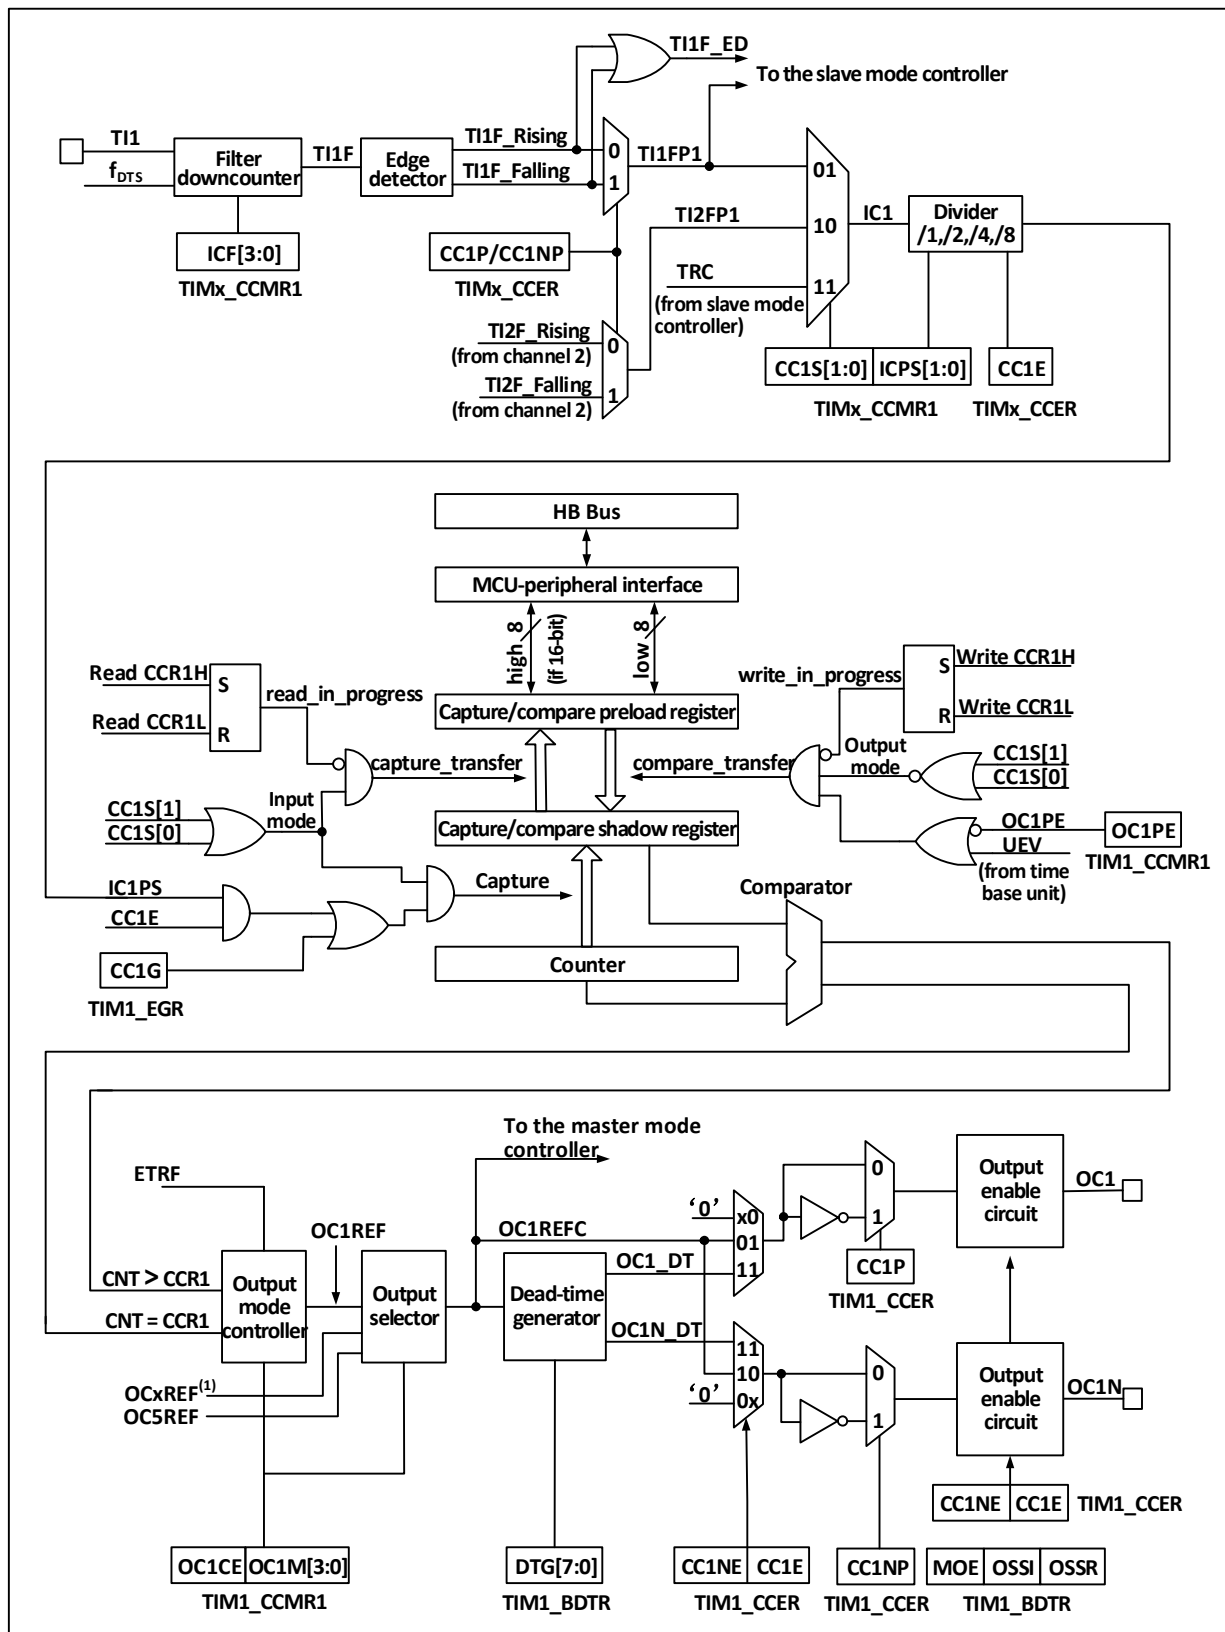 TI1F_ED
To the slave mode controller
TI1
fDTS
Filter
downcounter
TI1F
Edge
detector
TI1F_Rising
TI1F_Falling
0
1
TI1FP1
01
TI2FP1
10
TRC
11
(from slave mode
controller)
IC1
Divider
/1,/2,/4,/8
ICF[3:0]
TIMx_CCMR1
CC1P/CC1NP
TIMx_CCER
TI2F_Rising
(from channel 2)
0
TI2F_Falling
1
(from channel 2)
CC1S[1:0] ICPS[1:0]
TIMx_CCMR1
CC1E
TIMx_CCER
HB Bus
MCU-peripheral interface
high 8
(if 16-bit)
low 8
Read CCR1H
S
Read CCR1L
R
read_in_progress
write_in_progress
S
Write CCR1H
R
Write CCR1L
Capture/compare preload register
capture_transfer
compare_transfer
Output
mode
CC1S[1]
CC1S[0]
CC1S[1]
CC1S[0]
Input
mode
Capture/compare shadow register
OC1PE
UEV
(from time
base unit)
OC1PE
TIM1_CCMR1
IC1PS
CC1E
Capture
Comparator
CC1G
TIM1_EGR
Counter
To the master mode
controller
ETRF
OC1REF
CNT > CCR1
CNT = CCR1
Output
mode
controller
Output
selector
OC1REFC
Dead-time
generator
OC1_DT
OC1N_DT
‘0’
x0
01
11
0
1
CC1P
TIM1_CCER
Output
enable
circuit
OC1
11
10
‘0’
0x
0
1
Output
enable
circuit
OC1N
OCxREF(1)
OC5REF
CC1NE CC1E TIM1_CCER
OC1CE OC1M[3:0]
TIM1_CCMR1
DTG[7:0]
TIM1_BDTR
CC1NE CC1E
TIM1_CCER
CC1NP
TIM1_CCER
MOE OSSI OSSR
TIM1_BDTR